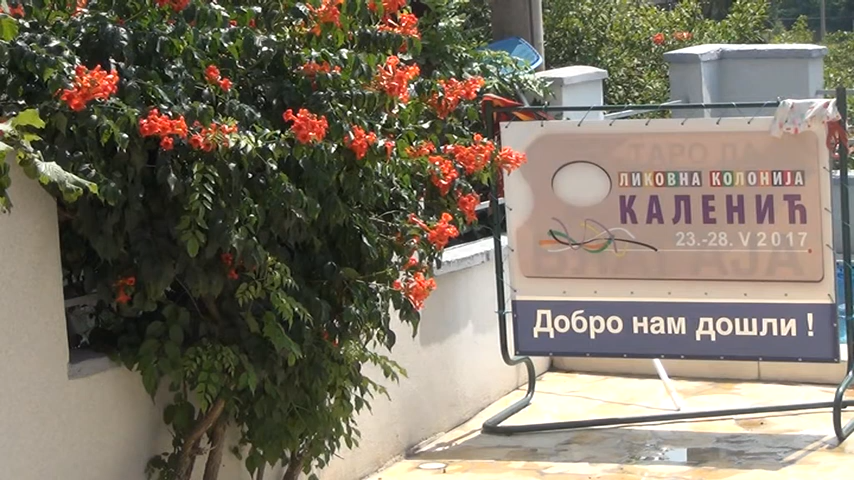 ЛИКОВНА КОЛОНИЈА
КАЛЕНИЋ
23.-28. V 2017
Добро нам дошли !